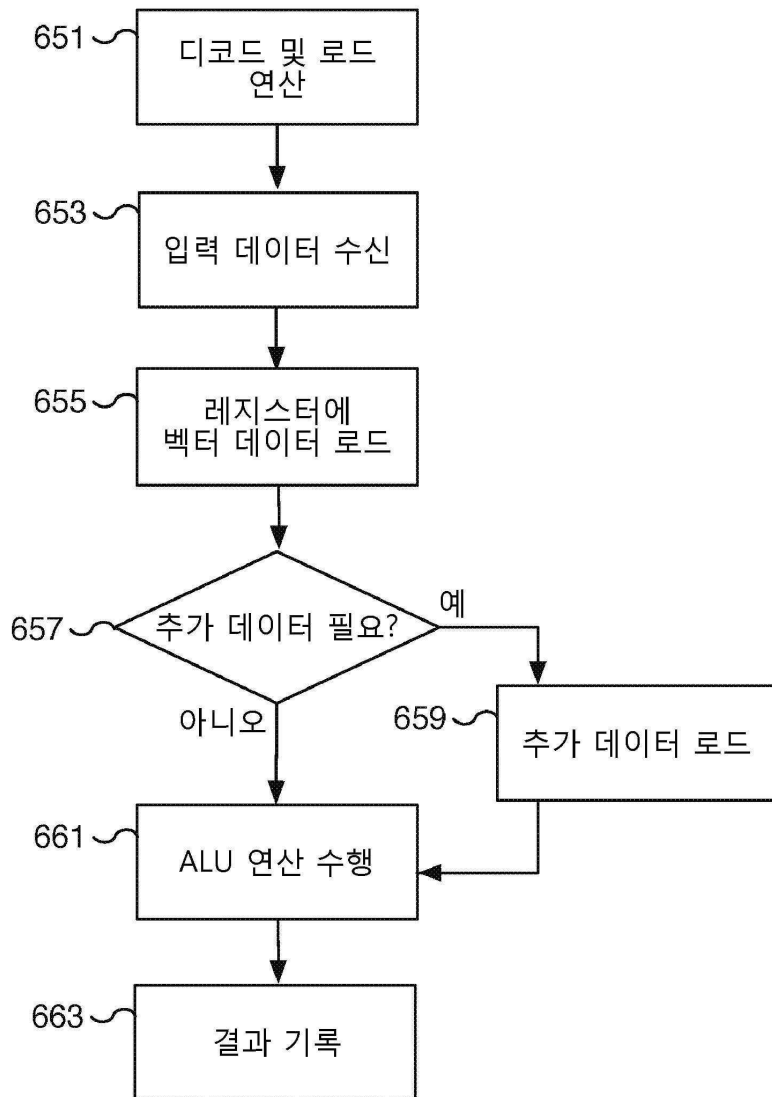 651
디코드 및 로드
연산
653
입력 데이터 수신
655
레지스터에
벡터 데이터 로드
657
추가 데이터 필요?
예
아니오
659
추가 데이터 로드
661
ALU 연산 수행
663
결과 기록